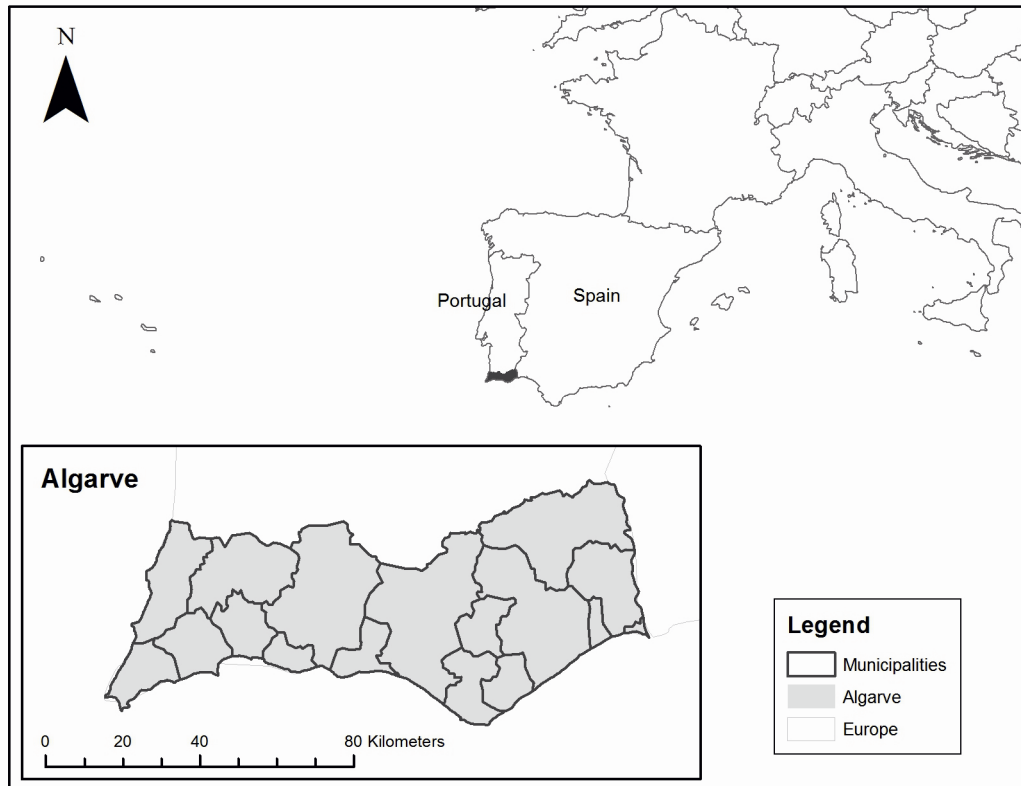 N
Portugal
Spain
Algarve
0 20 40 80 Kilometers
Legend
Municipalities
Algarve
Europe